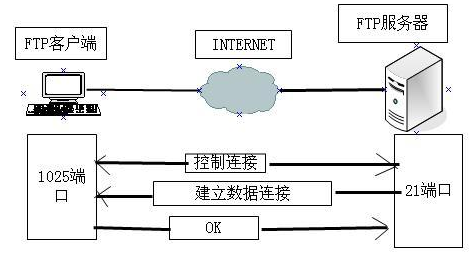 FTP客户端
INTERNET
FTP服务器
控制连接
1025端
口
建立数据连接
21端口
OK